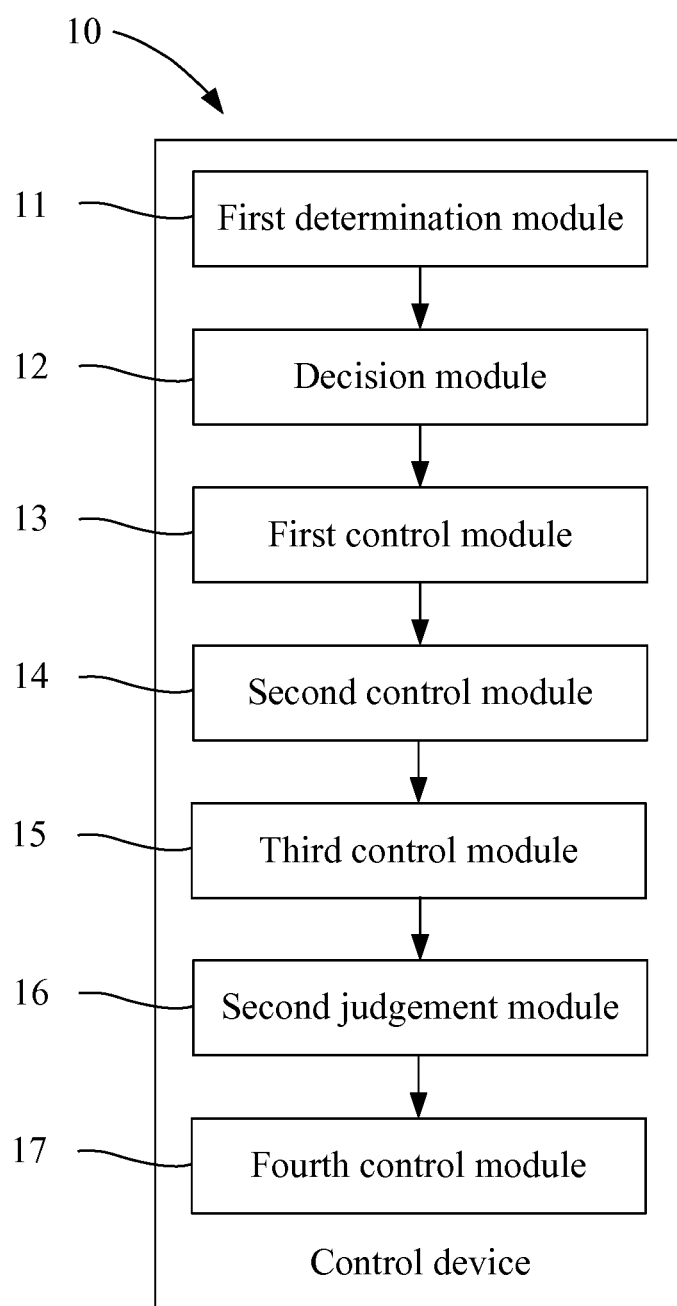 10
11
First determination module
12
Decision module
13
First control module
14
Second control module
15
Third control module
16
Second judgement module
17
Fourth control module
Control device